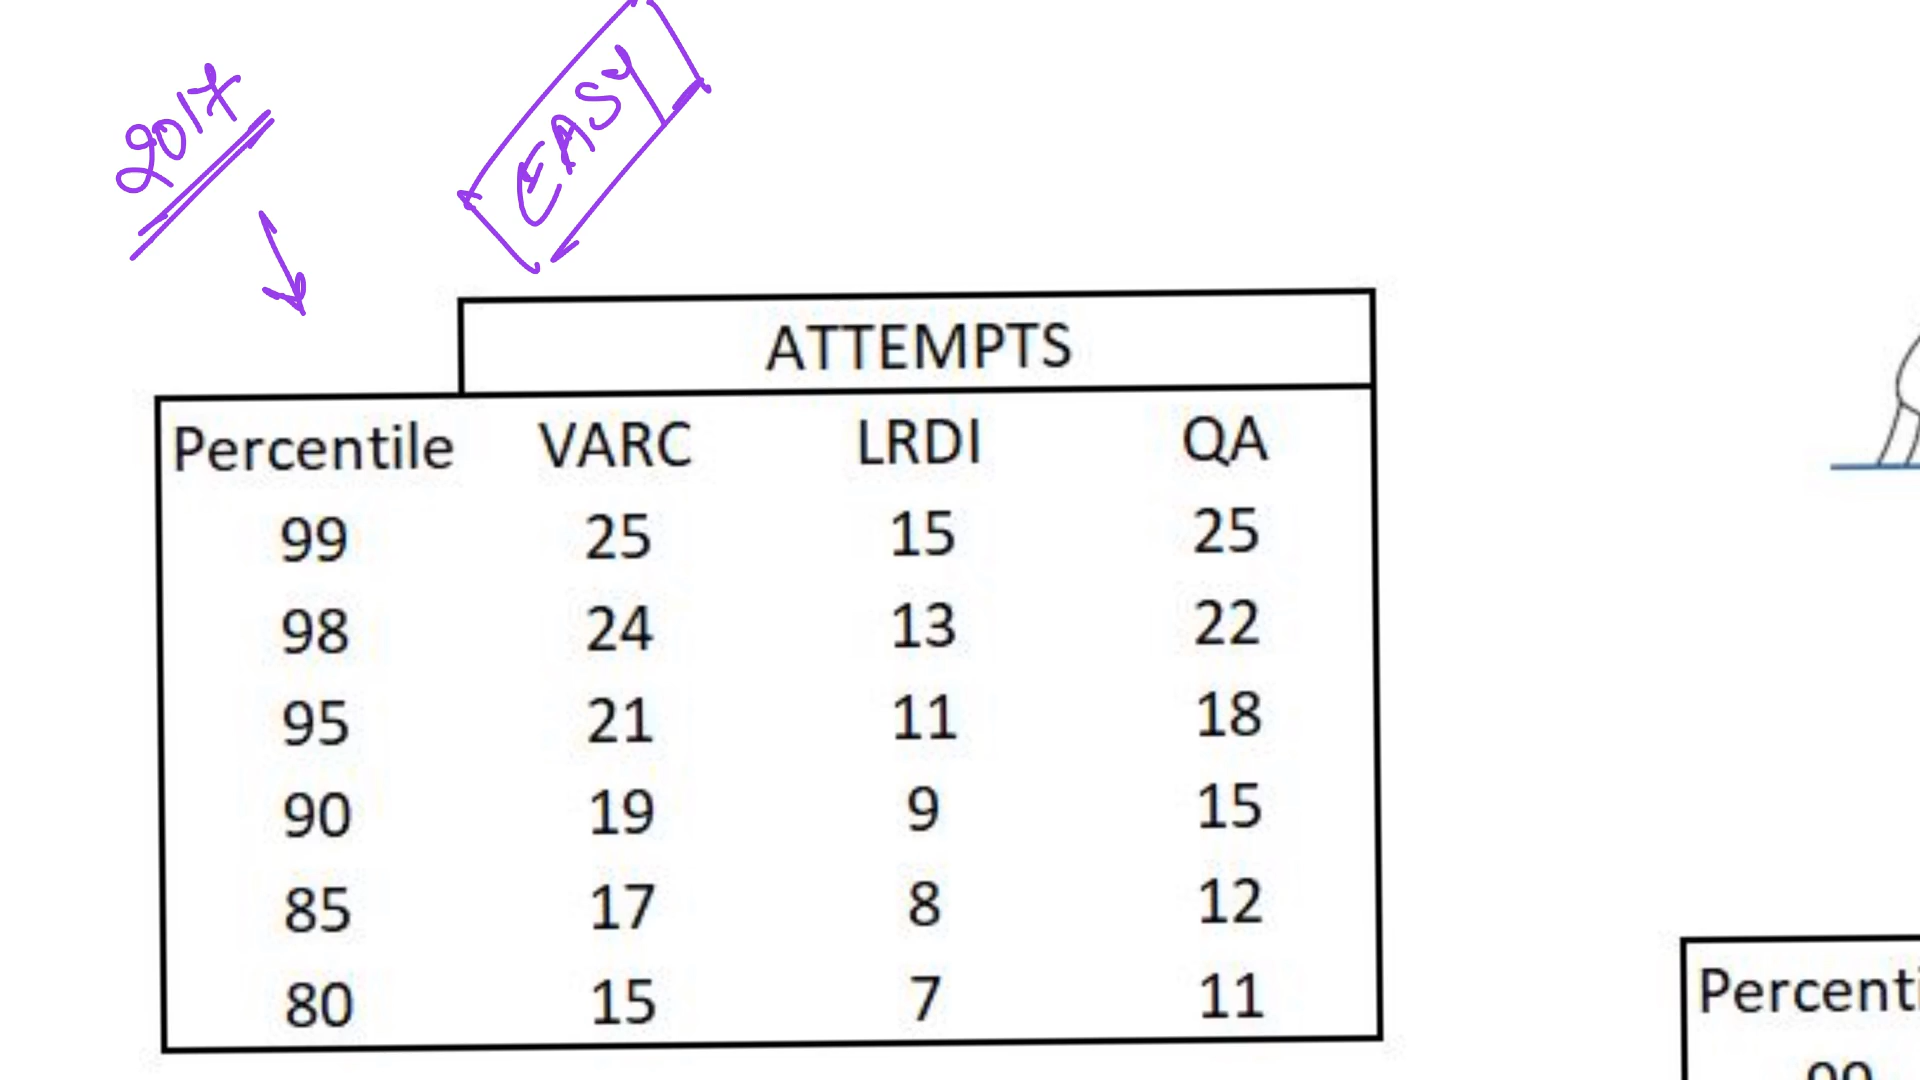 2017
EASY
ATTEMPTS
Percentile VARC LRDI QA
99 25 15 25
98 24 13 22
95 21 11 18
90 19 9 15
85 17 8 12
80 15 7 11